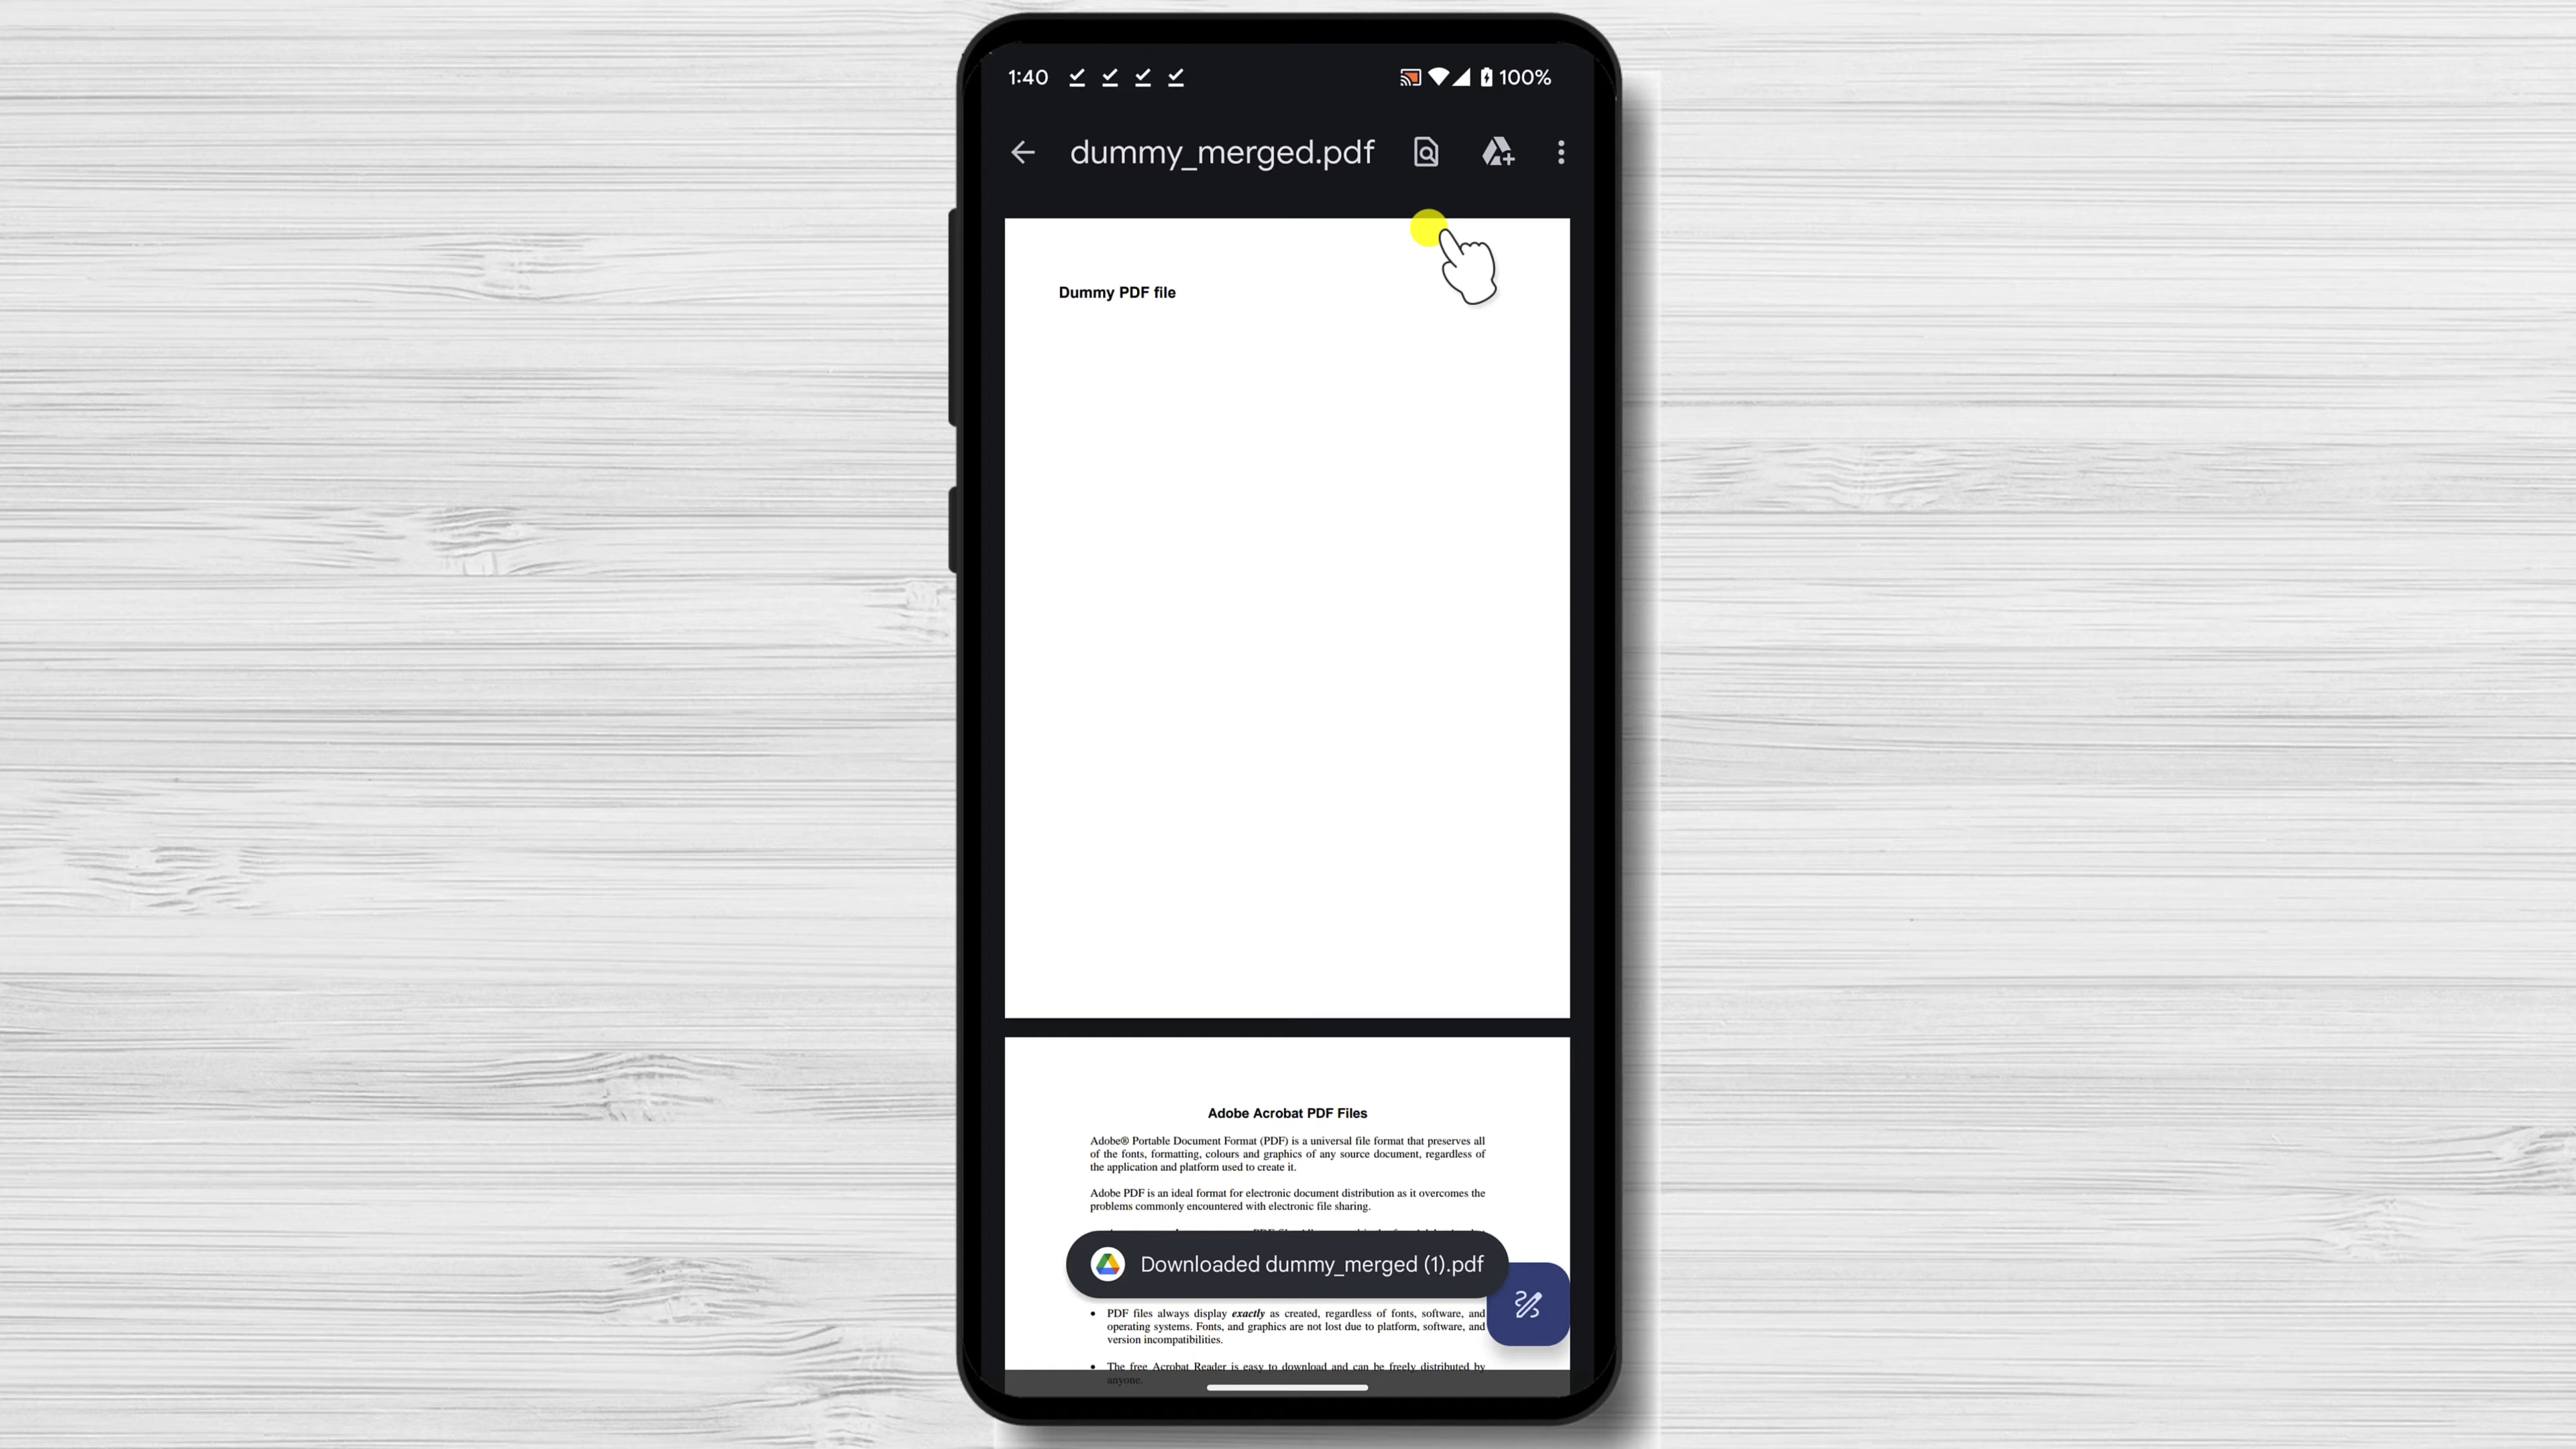 1:40
100%
dummy_merged.pdf
Dummy PDF file
Adobe Acrobat PDF Files
Adobe® Portable Document Format (PDF) is a universal file format that preserves all
of the fonts, formatting, colours and graphics of any source document, regardless of
the application and platform used to create it.
Adobe PDF is an ideal format for electronic document distribution as it overcomes the
problems commonly encountered with electronic file sharing.
Downloaded dummy_merged (1).pdf
• PDF files always display exactly as created, regardless of fonts, software, and
operating systems. Fonts, and graphics are not lost due to platform, software, and
version incompatibilities.
• The free Acrobat Reader is easy to download and can be freely distributed by
anyone.